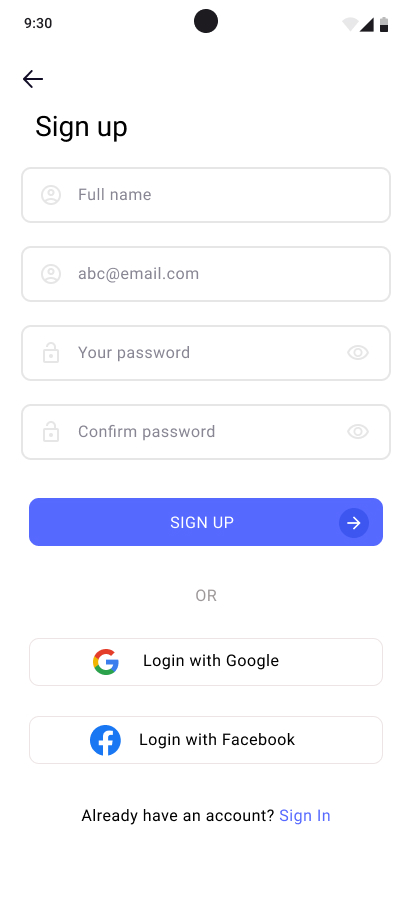 9:30
Sign up
Full name
abc@email.com
Your password
Confirm password
SIGN UP
OR
Login with Google
Login with Facebook
Already have an account? Sign In